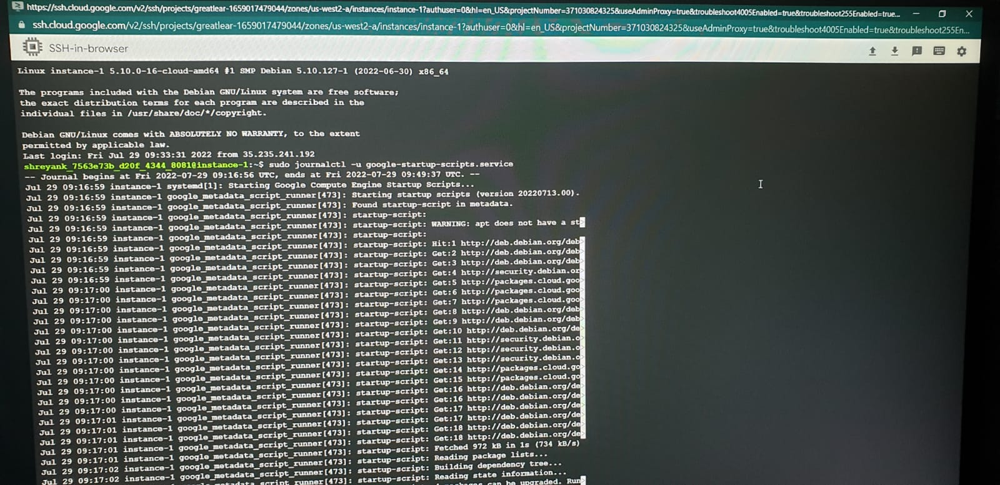 https://ssh.cloud.google.com/v2/ssh/projects/greatlear-1659017479044/zones/us-west2-a/instances/instance-1?authuser=0&hl=en_US&projectNumber=371030824325&useAdminProxy=true&troubleshoot4005Enabled=true&troubleshoot255Enabled=true...
ssh.cloud.google.com/v2/ssh/projects/greatlear-1659017479044/zones/us-west2-a/instances/instance-1?authuser=0&hl=en_US&projectNumber=371030824325&useAdminProxy=true&troubleshoot4005Enabled=true&troubleshoot255En...
SSH-in-browser
Linux instance-1 5.10.0-16-cloud-amd64 #1 SMP Debian 5.10.127-1 (2022-06-30) x86_64
The programs included with the Debian GNU/Linux system are free software;
the exact distribution terms for each program are described in the
individual files in /usr/share/doc/*/copyright.
Debian GNU/Linux comes with ABSOLUTELY NO WARRANTY, to the extent
permitted by applicable law.
Last login: Fri Jul 29 09:33:31 2022 from 35.235.241.192
shreyank_7563e73b_d20f_4344_8081@instance-1:~$ sudo journalctl -u google-startup-scripts.service
-- Journal begins at Fri 2022-07-29 09:16:56 UTC, ends at Fri 2022-07-29 09:49:37 UTC. --
Jul 29 09:16:59 instance-1 systemd[1]: Starting Google Compute Engine Startup Scripts...
Jul 29 09:16:59 instance-1 google_metadata_script_runner[473]: Starting startup scripts (version 20220713.00).
Jul 29 09:16:59 instance-1 google_metadata_script_runner[473]: Found startup-script in metadata.
Jul 29 09:16:59 instance-1 google_metadata_script_runner[473]: startup-script:
Jul 29 09:16:59 instance-1 google_metadata_script_runner[473]: startup-script: WARNING: apt does not have a st>
Jul 29 09:16:59 instance-1 google_metadata_script_runner[473]: startup-script:
Jul 29 09:16:59 instance-1 google_metadata_script_runner[473]: startup-script: Hit:1 http://deb.debian.org/deb>
Jul 29 09:16:59 instance-1 google_metadata_script_runner[473]: startup-script: Get:2 http://deb.debian.org/deb>
Jul 29 09:16:59 instance-1 google_metadata_script_runner[473]: startup-script: Get:3 http://deb.debian.org/deb>
Jul 29 09:16:59 instance-1 google_metadata_script_runner[473]: startup-script: Get:4 http://security.debian.or>
Jul 29 09:17:00 instance-1 google_metadata_script_runner[473]: startup-script: Get:5 http://packages.cloud.goo>
Jul 29 09:17:00 instance-1 google_metadata_script_runner[473]: startup-script: Get:6 http://packages.cloud.goo>
Jul 29 09:17:00 instance-1 google_metadata_script_runner[473]: startup-script: Get:7 http://packages.cloud.goo>
Jul 29 09:17:00 instance-1 google_metadata_script_runner[473]: startup-script: Get:8 http://deb.debian.org/deb>
Jul 29 09:17:00 instance-1 google_metadata_script_runner[473]: startup-script: Get:9 http://deb.debian.org/deb>
Jul 29 09:17:00 instance-1 google_metadata_script_runner[473]: startup-script: Get:10 http://deb.debian.org/de>
Jul 29 09:17:00 instance-1 google_metadata_script_runner[473]: startup-script: Get:11 http://security.debian.o>
Jul 29 09:17:00 instance-1 google_metadata_script_runner[473]: startup-script: Get:12 http://security.debian.o>
Jul 29 09:17:00 instance-1 google_metadata_script_runner[473]: startup-script: Get:13 http://security.debian.o>
Jul 29 09:17:00 instance-1 google_metadata_script_runner[473]: startup-script: Get:14 http://packages.cloud.go>
Jul 29 09:17:00 instance-1 google_metadata_script_runner[473]: startup-script: Get:15 http://packages.cloud.go>
Jul 29 09:17:00 instance-1 google_metadata_script_runner[473]: startup-script: Get:16 http://deb.debian.org/de>
Jul 29 09:17:00 instance-1 google_metadata_script_runner[473]: startup-script: Get:16 http://deb.debian.org/de>
Jul 29 09:17:01 instance-1 google_metadata_script_runner[473]: startup-script: Get:17 http://deb.debian.org/de>
Jul 29 09:17:01 instance-1 google_metadata_script_runner[473]: startup-script: Get:17 http://deb.debian.org/de>
Jul 29 09:17:01 instance-1 google_metadata_script_runner[473]: startup-script: Get:18 http://deb.debian.org/de>
Jul 29 09:17:01 instance-1 google_metadata_script_runner[473]: startup-script: Get:18 http://deb.debian.org/de>
Jul 29 09:17:01 instance-1 google_metadata_script_runner[473]: startup-script: Fetched 972 kB in 1s (734 kB/s)
Jul 29 09:17:02 instance-1 google_metadata_script_runner[473]: startup-script: Reading package lists...
Jul 29 09:17:02 instance-1 google_metadata_script_runner[473]: startup-script: Building dependency tree...
startup-script: Reading state information...
can be upgraded. Run>